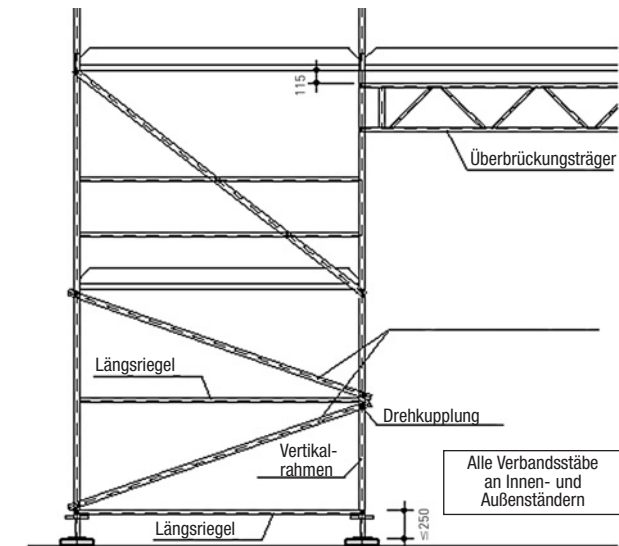 115
Überbrückungsträger
Längsriegel
Drehkupplung
Vertikal-
rahmen
Alle Verbandsstäbe
an Innen- und
Außenständern
Längsriegel
≤250